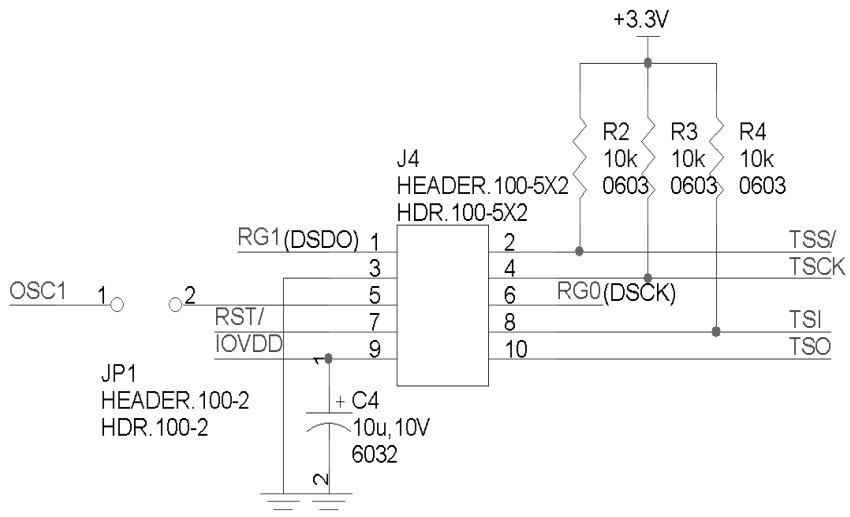 +3.3V
R2
10k
0603
R3
10k
0603
R4
10k
0603
J4
HEADER.100-5X2
HDR.100-5X2
RG1(DSDO) 1
2 TSS/
3
4 TSCK
OSC1 1 2 5
6 RG0(DSCK)
RST/ 7
8 TSI
IOVDD 9
10 TSO
1
JP1
HEADER.100-2
HDR.100-2
+ C4
10u,10V
6032
2